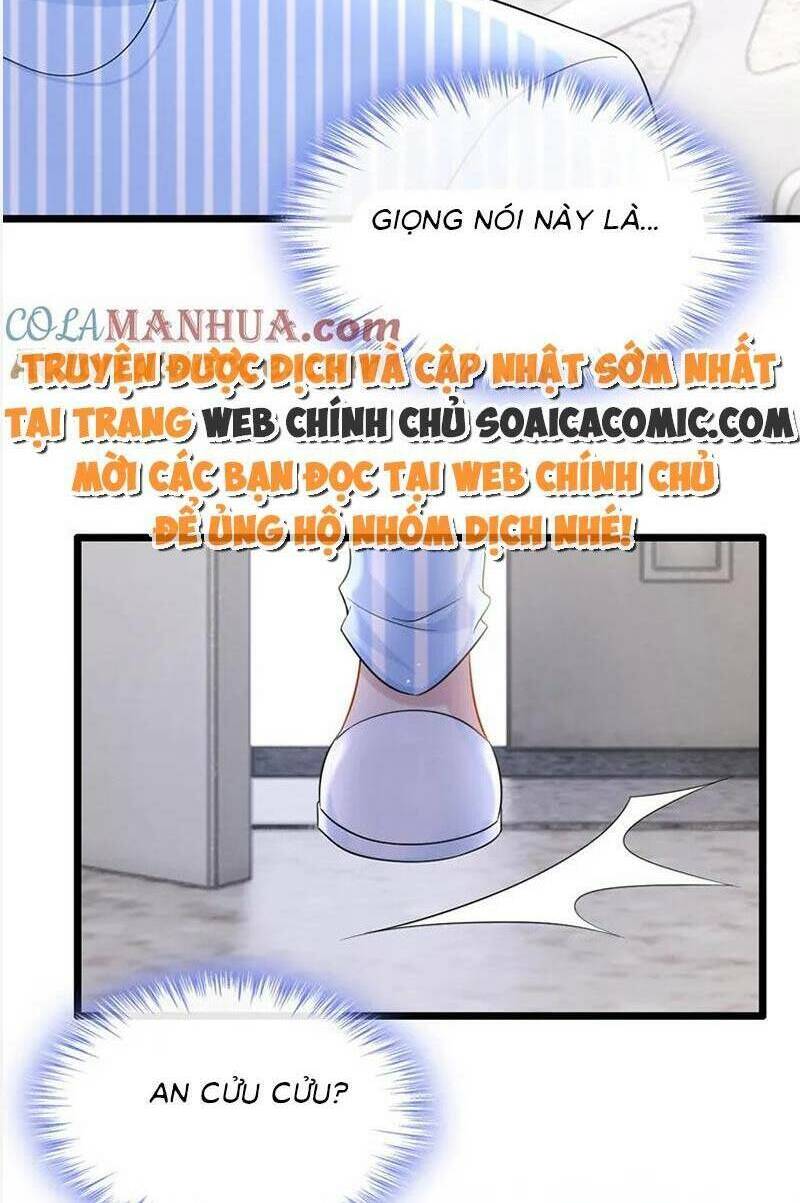 GIỌNG NÓI NÀY LÀ...
COLAMANHUA.com
TRUYỆN ĐƯỢC DỊCH VÀ CẬP NHẬT SỚM NHẤT
TẠI TRANG WEB CHÍNH CHỦ SOAICACOMIC.COM
MỜI CÁC BẠN ĐỌC TẠI WEB CHÍNH CHỦ
ĐỂ ỦNG HỘ NHÓM DỊCH NHÉ!
AN CỬU CỬU?